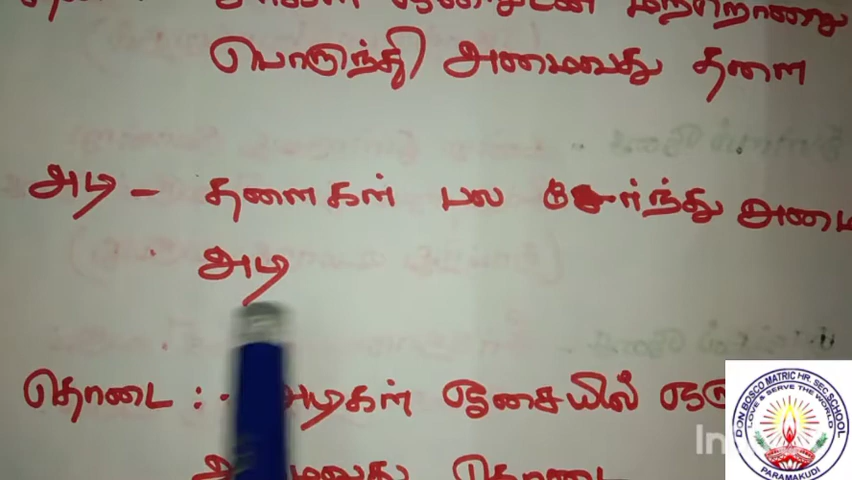 பொருந்தி அமைவது தளை
அடி - தளைகள் பல சேர்ந்து
அடி
தொடை : - அடிகள் ஓசையில்
தொடை
DON BOSCO MATRIC HR. SEC. SCHOOL
LOVE & SERVE THE WORLD
PARAMAKUDI